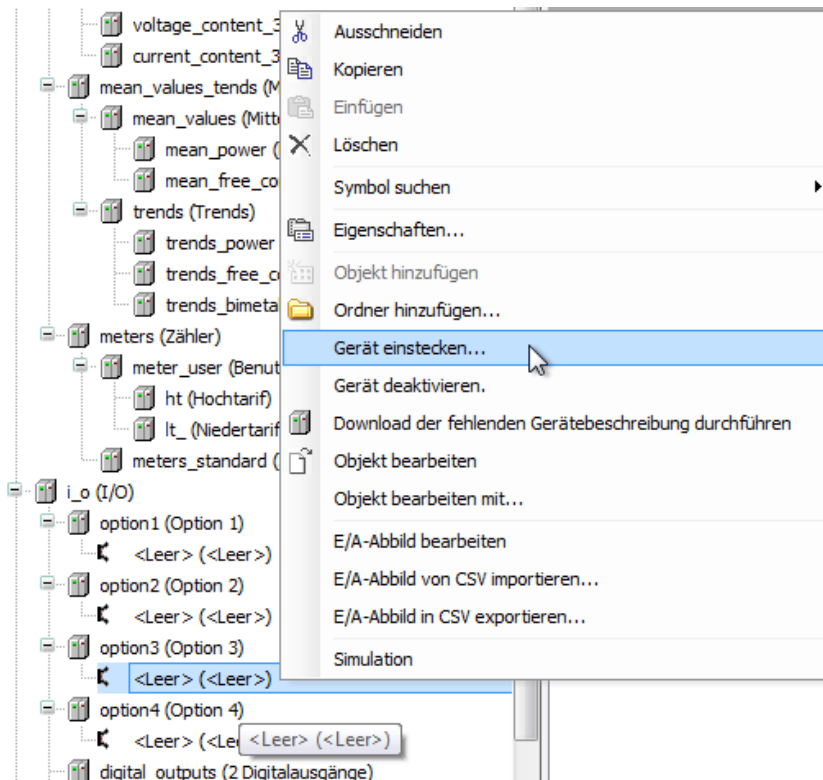 voltage_content_3
current_content_3
mean_values_tends (M
mean_values (Mitte
mean_power (
mean_free_co
trends (Trends)
trends_power
trends_free_c
trends_bimeta
meters (Zähler)
meter_user (Benut
ht (Hochtarif)
lt_ (Niedertarif
meters_standard (
i_o (I/O)
option1 (Option 1)
<Leer> (<Leer>)
option2 (Option 2)
<Leer> (<Leer>)
option3 (Option 3)
<Leer> (<Leer>)
option4 (Option 4)
<Leer> (<Lee
<Leer> (<Leer>)
digital_outputs (2 Digitalausgänge)
Ausschneiden
Kopieren
Einfügen
Löschen
Symbol suchen
Eigenschaften...
Objekt hinzufügen
Ordner hinzufügen...
Gerät einstecken...
Gerät deaktivieren.
Download der fehlenden Gerätebeschreibung durchführen
Objekt bearbeiten
Objekt bearbeiten mit...
E/A-Abbild bearbeiten
E/A-Abbild von CSV importieren...
E/A-Abbild in CSV exportieren...
Simulation